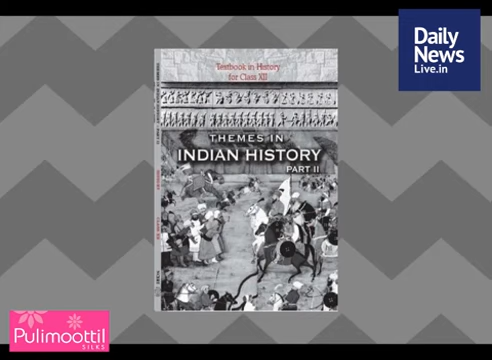 Daily
News
Live.in
Textbook in History
for Class XII
THEMES IN
INDIAN HISTORY
PART II
Pulimoottil
SILKS